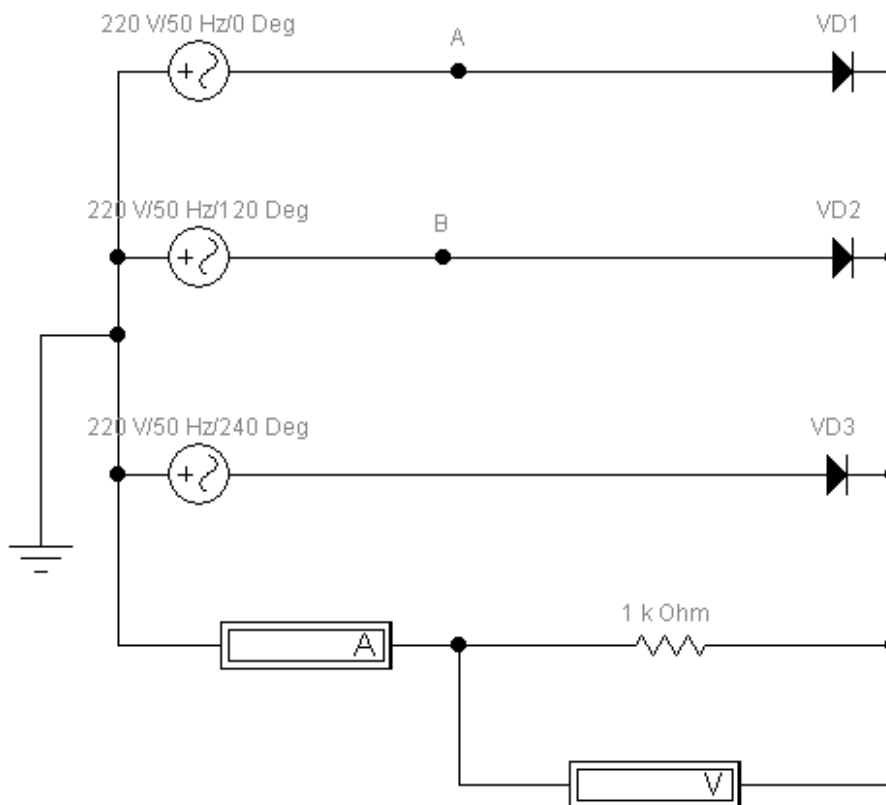 220 V/50 Hz/0 Deg
A
VD1
220 V/50 Hz/120 Deg
B
VD2
220 V/50 Hz/240 Deg
VD3
1 k Ohm
A
V